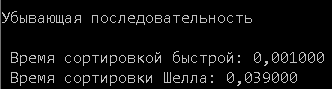 Убывающая последовательность
Время сортировкой быстрой: 0,001000
Время сортировки Шелла: 0,039000